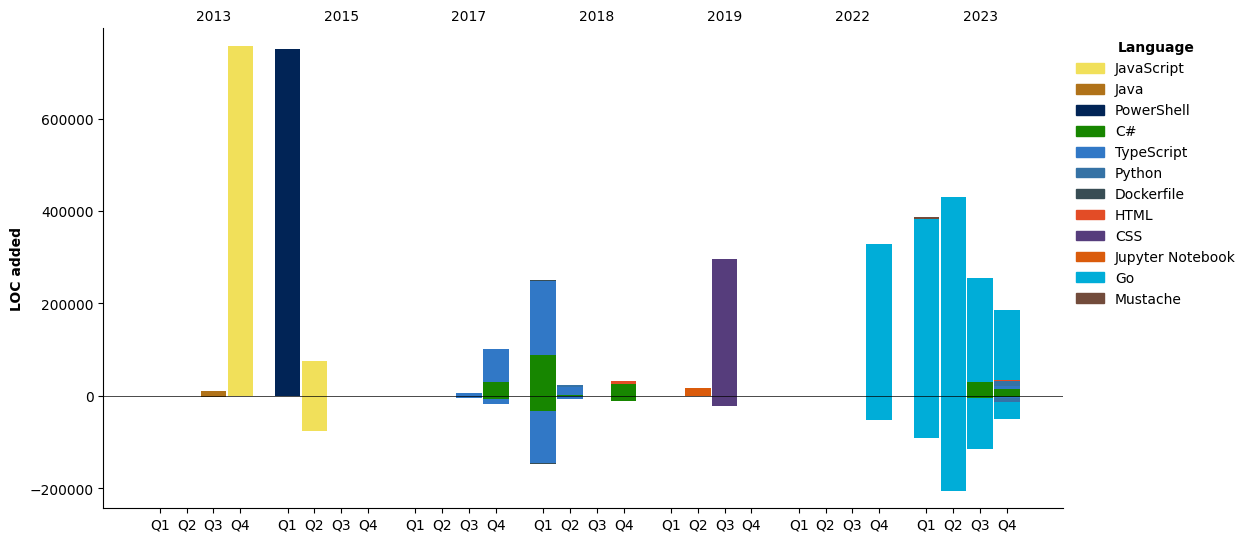 2013 2015 2017 2018 2019 2022 2023
LOC added
600000
400000
200000
0
−200000
Q1 Q2 Q3 Q4 Q1 Q2 Q3 Q4 Q1 Q2 Q3 Q4 Q1 Q2 Q3 Q4 Q1 Q2 Q3 Q4 Q1 Q2 Q3 Q4 Q1 Q2 Q3 Q4
Language
JavaScript
Java
PowerShell
C#
TypeScript
Python
Dockerfile
HTML
CSS
Jupyter Notebook
Go
Mustache